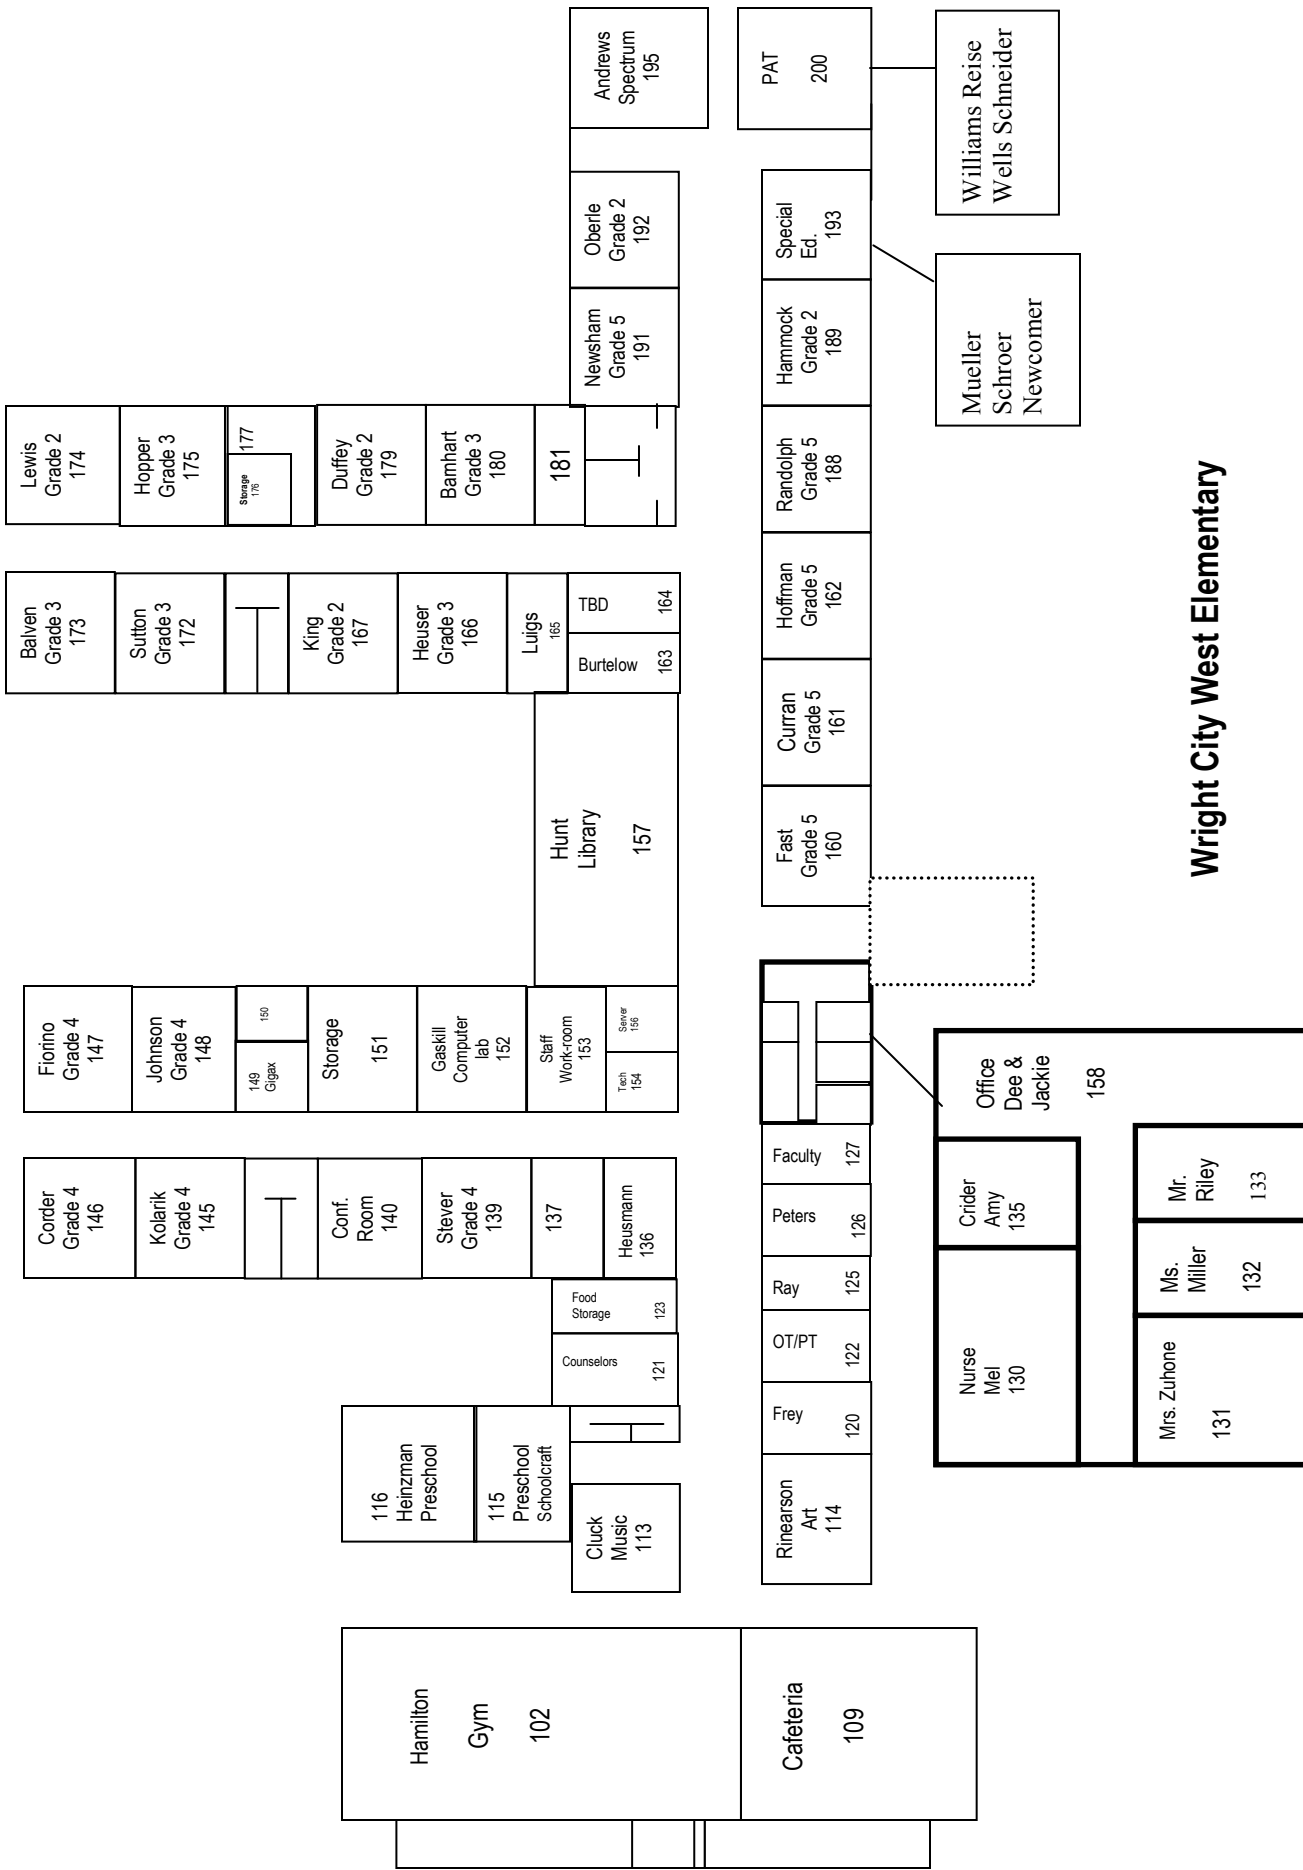 Hamilton
Gym
102
Cafeteria
109
116
Heinzman
Preschool
115
Preschool
Schoolcraft
Cluck
Music
113
Counselors
121
Food
Storage
123
Rinearson
Art
114
Frey
120
OT/PT
122
Ray
125
Peters
126
Faculty
127
Corder
Grade 4
146
Kolarik
Grade 4
145
Conf.
Room
140
Stever
Grade 4
139
137
Heusmann
136
Fiorino
Grade 4
147
Johnson
Grade 4
148
149
Gigax
150
Storage
151
Gaskill
Computer
lab
152
Staff
Work-room
153
Tech
154
Server
156
Hunt
Library
157
Balven
Grade 3
173
Sutton
Grade 3
172
King
Grade 2
167
Heuser
Grade 3
166
Luigs
165
Burtelow
163
TBD
164
Lewis
Grade 2
174
Hopper
Grade 3
175
Storage
176
177
Duffey
Grade 2
179
Barnhart
Grade 3
180
181
Newsham
Grade 5
191
Oberle
Grade 2
192
Andrews
Spectrum
195
Fast
Grade 5
160
Curran
Grade 5
161
Hoffman
Grade 5
162
Randolph
Grade 5
188
Hammock
Grade 2
189
Special
Ed.
193
PAT
200
Mueller
Schroer
Newcomer
Williams Reise
Wells Schneider
Nurse
Mel
130
Crider
Amy
135
Office
Dee &
Jackie
158
Mrs. Zuhone
131
Ms.
Miller
132
Mr.
Riley
133
Wright City West Elementary